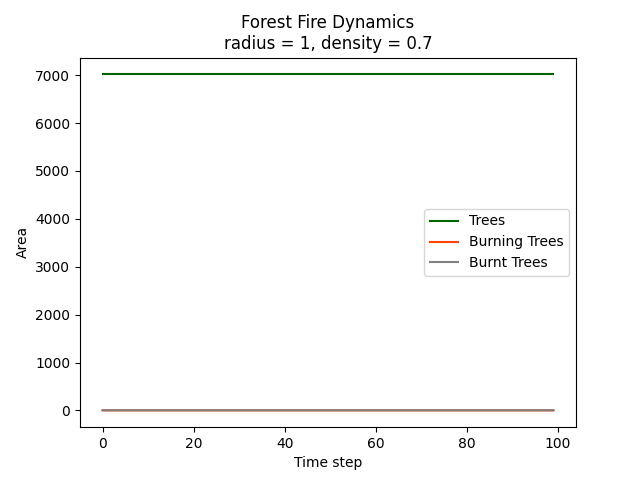 Forest Fire Dynamics
radius = 1, density = 0.7
7000
6000
5000
4000
3000
2000
1000
0
Area
Trees
Burning Trees
Burnt Trees
0 20 40 60 80 100
Time step